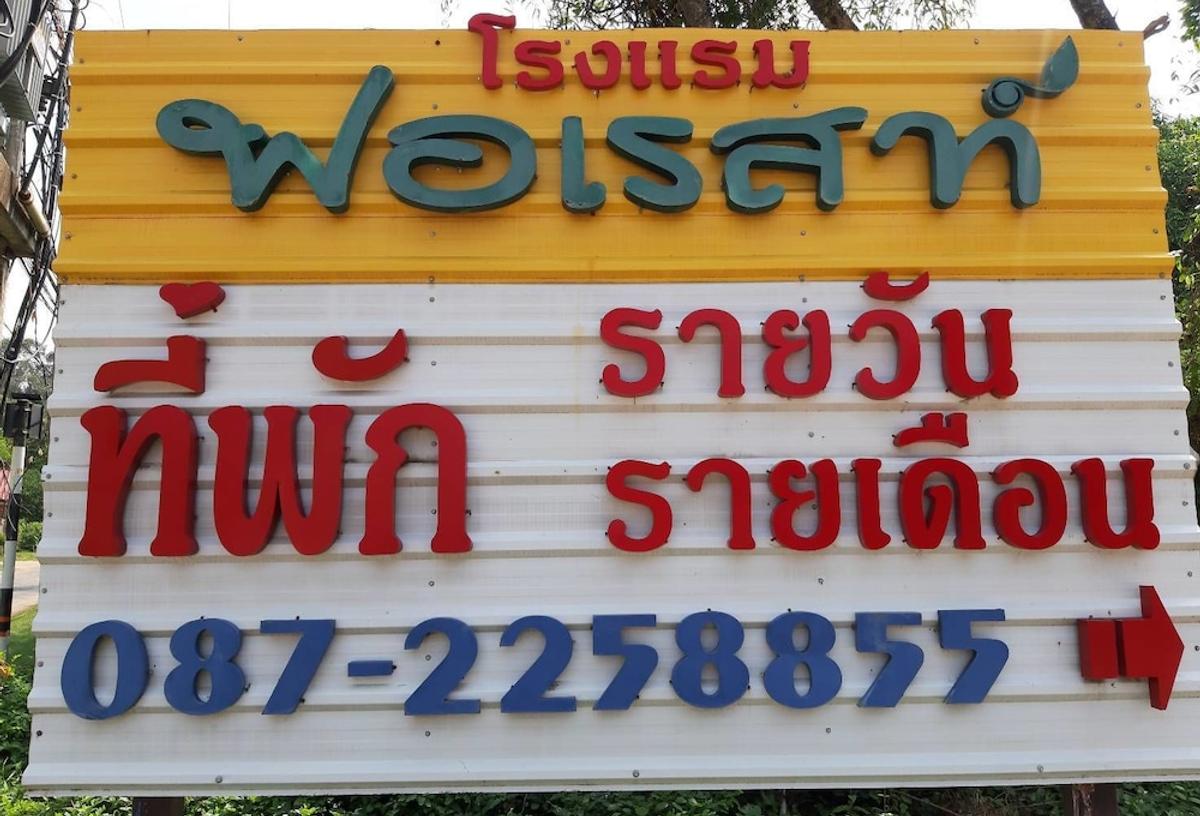 โรงแรม
ฟอเรสท์
ที่พัก รายวัน
รายเดือน
087-2258855